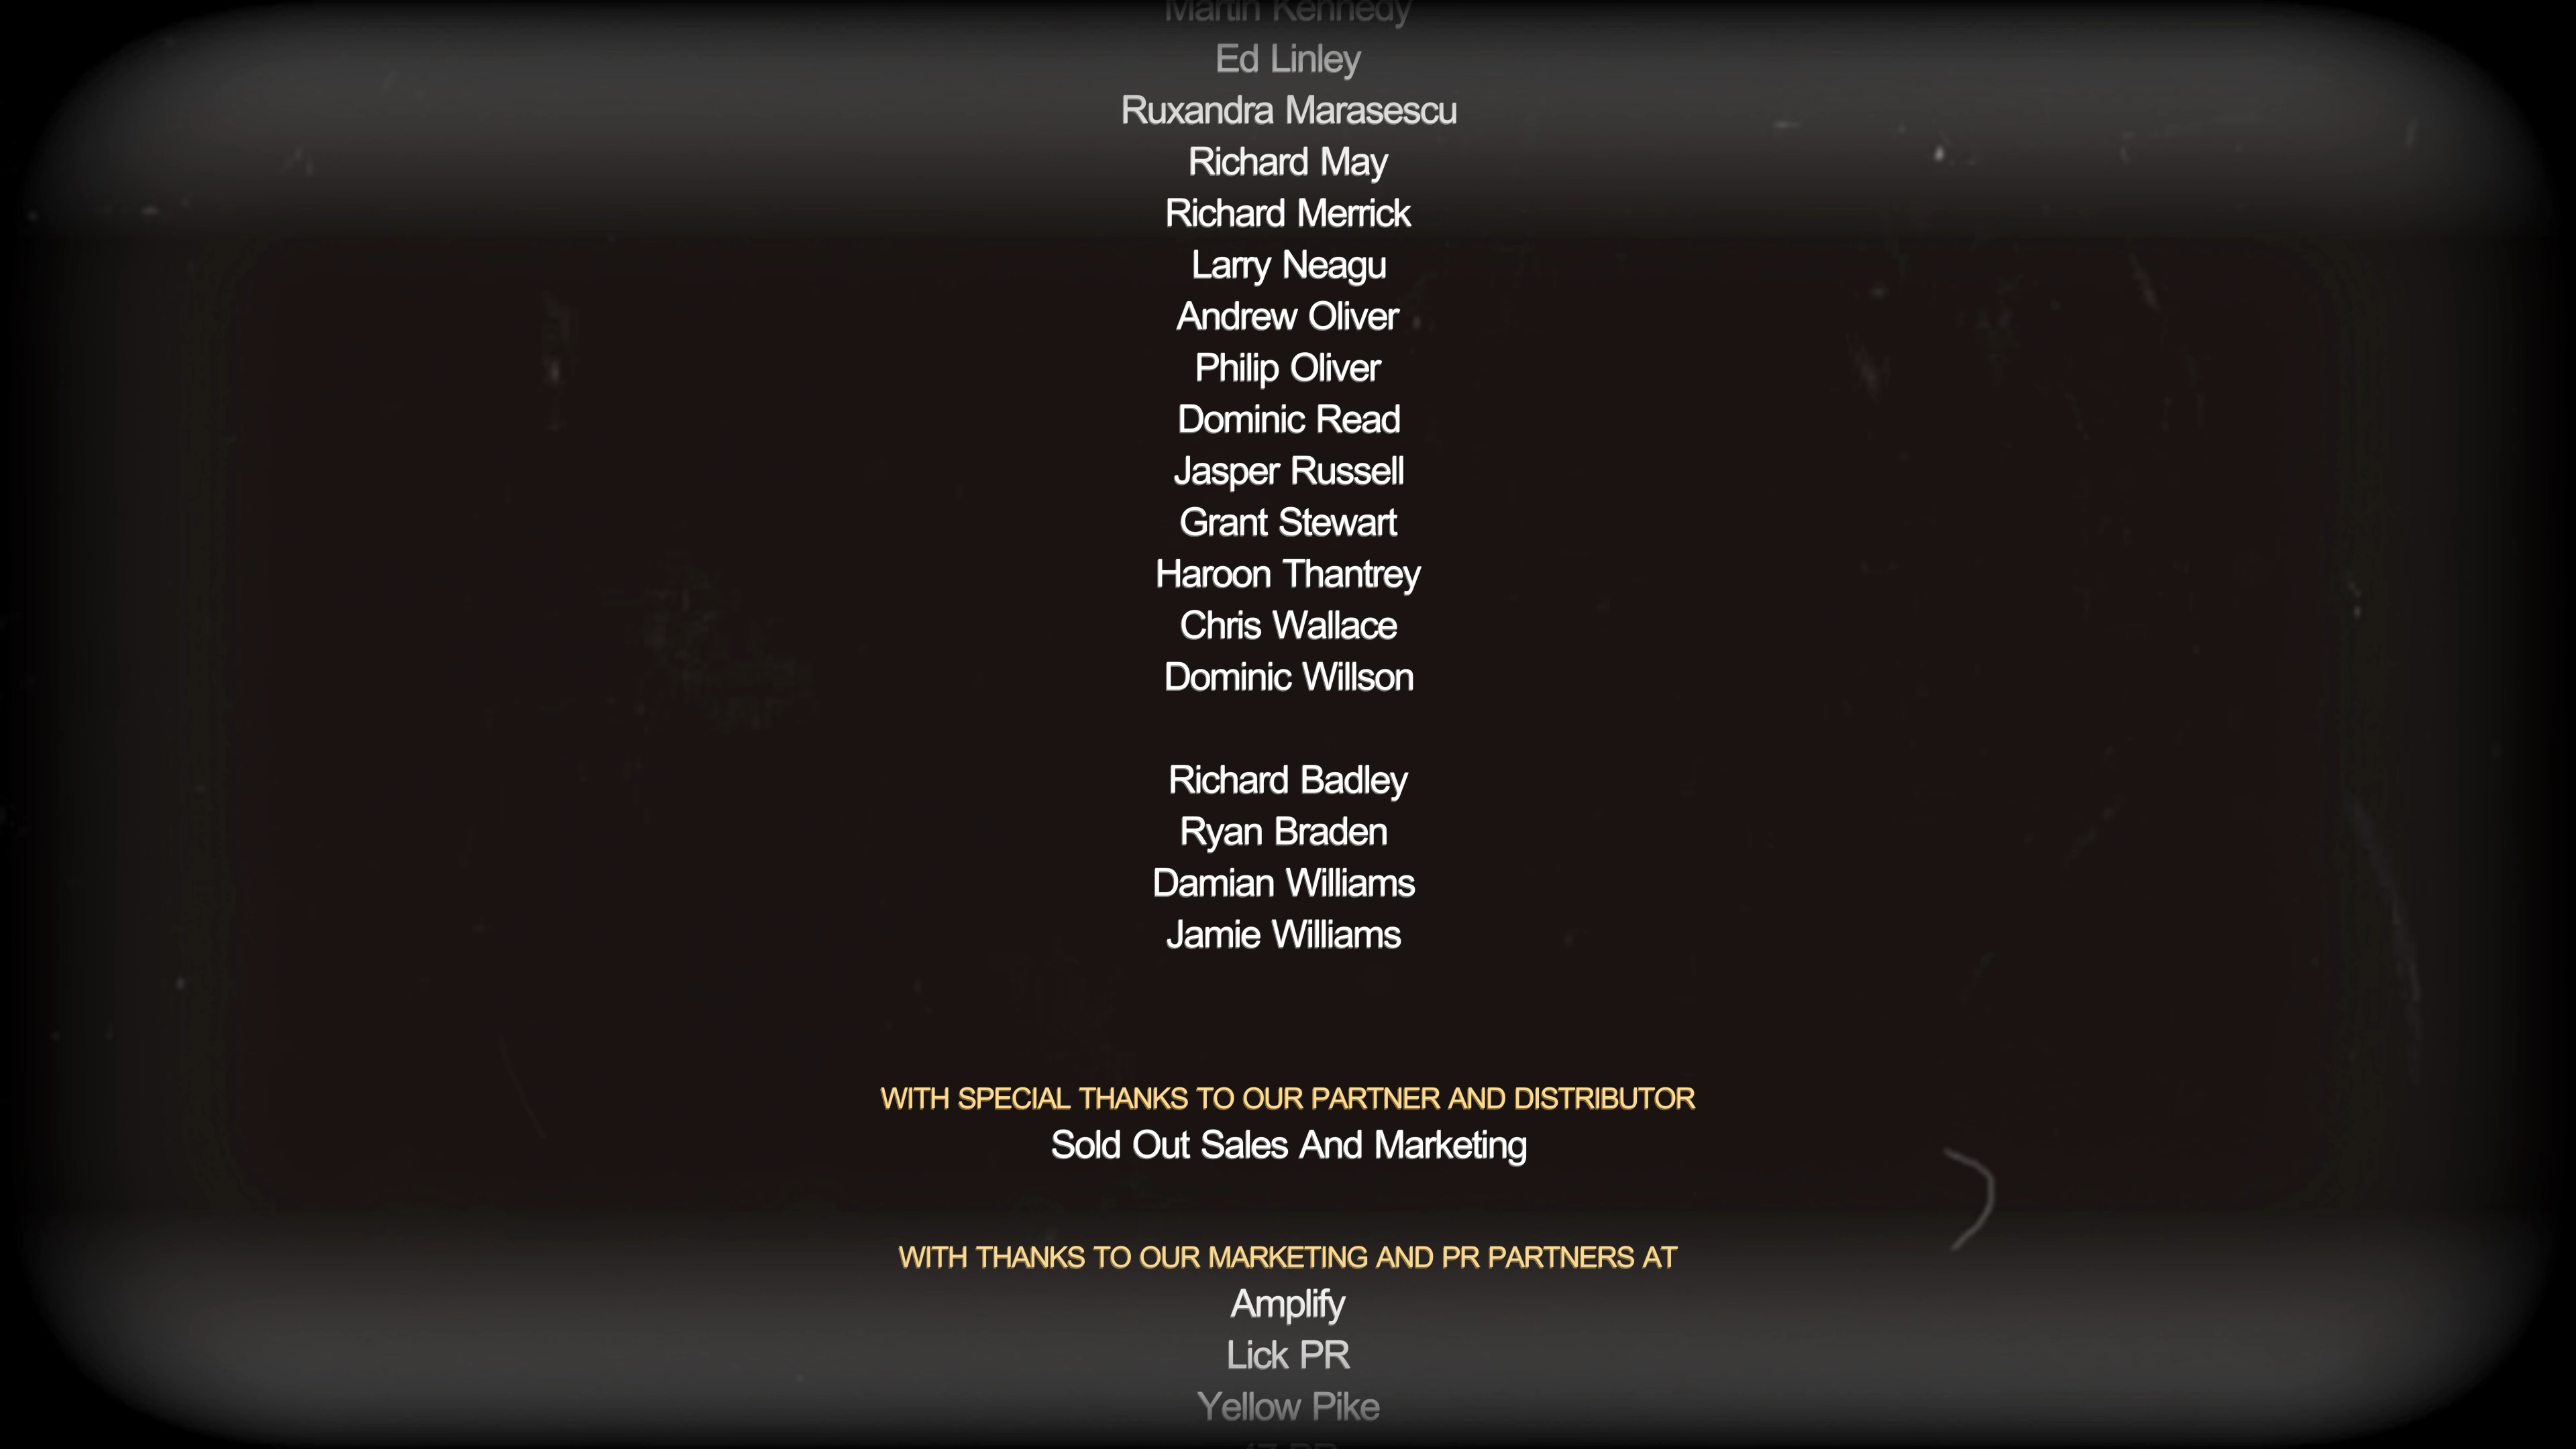 Martin Kennedy
Ed Linley
Ruxandra Marasescu
Richard May
Richard Merrick
Larry Neagu
Andrew Oliver
Philip Oliver
Dominic Read
Jasper Russell
Grant Stewart
Haroon Thantrey
Chris Wallace
Dominic Willson
Richard Badley
Ryan Braden
Damian Williams
Jamie Williams
WITH SPECIAL THANKS TO OUR PARTNER AND DISTRIBUTOR
Sold Out Sales And Marketing
WITH THANKS TO OUR MARKETING AND PR PARTNERS AT
Amplify
Lick PR
Yellow Pike